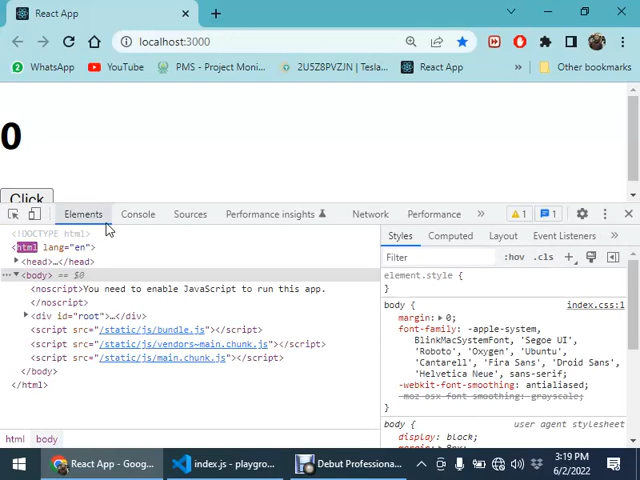 React App
localhost:3000
2 WhatsApp YouTube PMS - Project Moni... 2U5Z8PVZJN | Tesla... React App » Other bookmarks
0
Click
Elements Console Sources Performance insights Network Performance » 1 1
<!DOCTYPE html>
<html lang="en">
<head>…</head>
<body> == $0
<noscript>You need to enable JavaScript to run this app.
</noscript>
<div id="root">…</div>
<script src="/static/js/bundle.js"></script>
<script src="/static/js/vendors~main.chunk.js"></script>
<script src="/static/js/main.chunk.js"></script>
</body>
</html>
html body
Styles Computed Layout Event Listeners »
Filter :hov .cls +
element.style {
}
body { index.css:1
margin: 0;
font-family: -apple-system,
BlinkMacSystemFont, 'Segoe UI',
'Roboto', 'Oxygen', 'Ubuntu',
'Cantarell', 'Fira Sans', 'Droid Sans',
'Helvetica Neue', sans-serif;
-webkit-font-smoothing: antialiased;
-moz-osx-font-smoothing: grayscale;
}
body { user agent stylesheet
display: block;
margin: 8px;
React App - Goog... index.js - playgro... Debut Professiona... 3:19 PM
6/2/2022